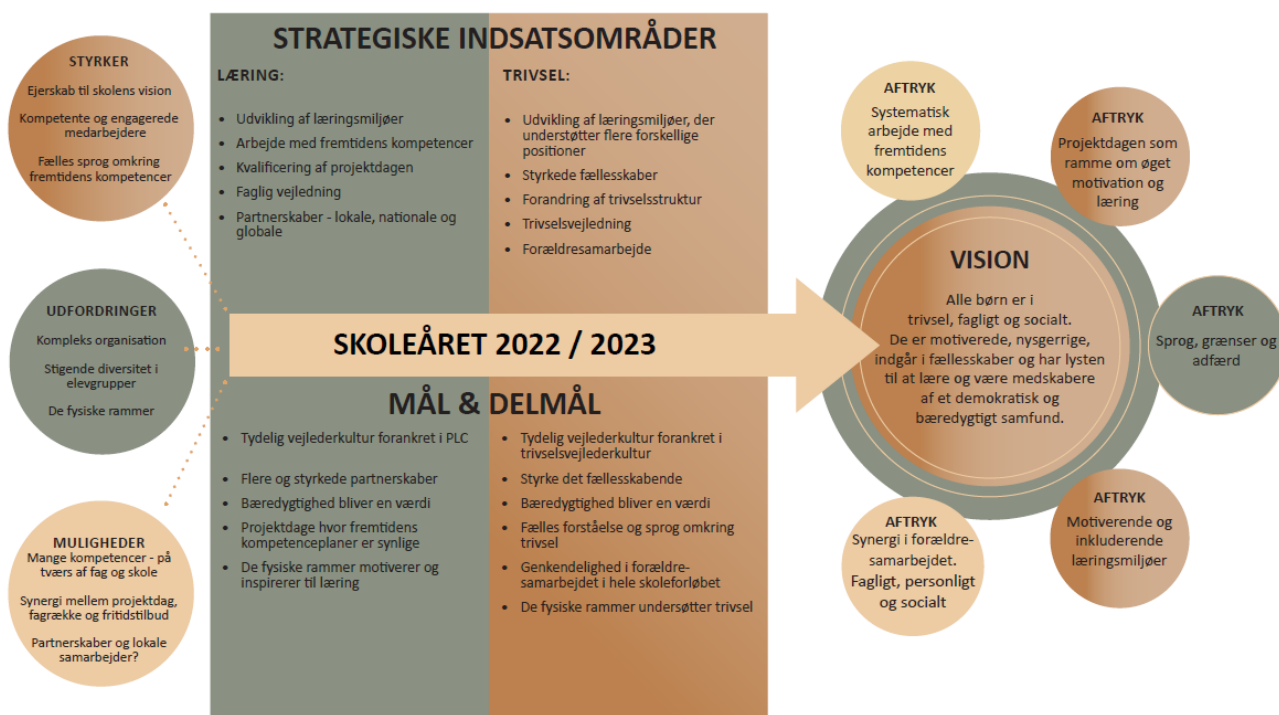 STYRKER
Ejerskab til skolens vision
Kompetente og engagerede
medarbejdere
Fælles sprog omkring
fremtidens kompetencer
UDFORDRINGER
Kompleks organisation
Stigende diversitet i
elevgrupper
De fysiske rammer
MULIGHEDER
Mange kompetencer - på
tværs af fag og skole
Synergi mellem projektdag,
fagrække og fritidstilbud
Partnerskaber og lokale
samarbejder?
STRATEGISKE INDSATSOMRÅDER
LÆRING:
• Udvikling af læringsmiljøer
• Arbejde med fremtidens kompetencer
• Kvalificering af projektdagen
• Faglig vejledning
• Partnerskaber - lokale, nationale og
globale
TRIVSEL:
• Udvikling af læringsmiljøer, der
understøtter flere forskellige
positioner
• Styrkede fællesskaber
• Forandring af trivselsstruktur
• Trivselsvejledning
• Forældresamarbejde
SKOLEÅRET 2022 / 2023
MÅL & DELMÅL
• Tydelig vejlederkultur forankret i PLC
• Flere og styrkede partnerskaber
• Bæredygtighed bliver en værdi
• Projektdage hvor fremtidens
kompetenceplaner er synlige
• De fysiske rammer motiverer og
inspirerer til læring
• Tydelig vejlederkultur forankret i
trivselsvejlederkultur
• Styrke det fællesskabende
• Bæredygtighed bliver en værdi
• Fælles forståelse og sprog omkring
trivsel
• Genkendelighed i forældre-
samarbejdet i hele skoleforløbet
• De fysiske rammer undersøtter trivsel
VISION
Alle børn er i
trivsel, fagligt og socialt.
De er motiverede, nysgerrige,
indgår i fællesskaber og har lysten
til at lære og være medskabere
af et demokratisk og
bæredygtigt samfund.
AFTRYK
Systematisk
arbejde med
fremtidens
kompetencer
AFTRYK
Projektdagen som
ramme om øget
motivation og
læring
AFTRYK
Sprog, grænser og
adfærd
AFTRYK
Motiverende og
inkluderende
læringsmiljøer
AFTRYK
Synergi i forældre-
samarbejdet.
Fagligt, personligt
og socialt